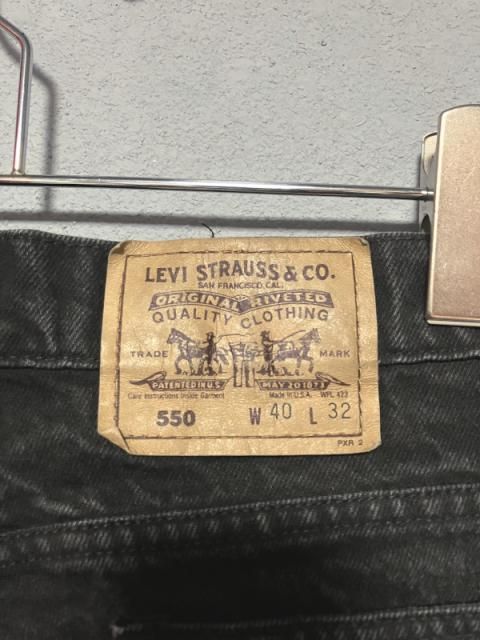 LEVI STRAUSS & CO.
SAN FRANCISCO, CAL.
ORIGINAL RIVETED
QUALITY CLOTHING
TRADE MARK
PATENTED IN U.S. MAY 20 1873
Care Instructions Inside Garment Made in U.S.A. WPL 423
550 W 40 L 32
PXR 2